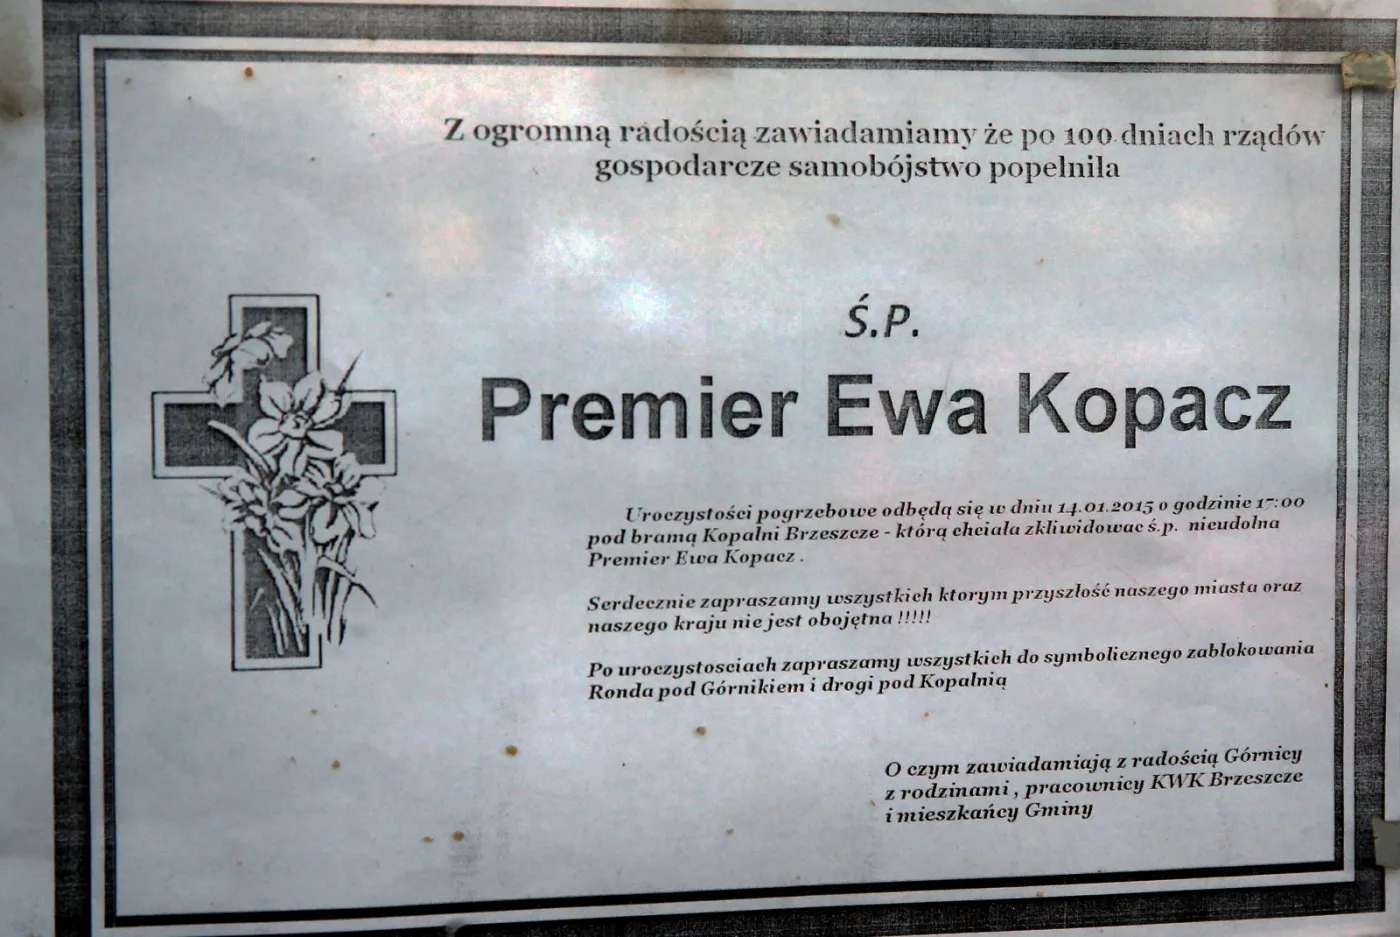 Z ogromną radością zawiadamiamy że po 100 dniach rządów
gospodarcze samobójstwo popełniła
Ś.P.
Premier Ewa Kopacz
Uroczystości pogrzebowe odbędą się w dniu 14.01.2015 o godzinie 17:00
pod bramą Kopalni Brzeszcze - którą chciała zkliwidowac ś.p. nieudolna
Premier Ewa Kopacz .
Serdecznie zapraszamy wszystkich ktorym przyszłość naszego miasta oraz
naszego kraju nie jest obojętna !!!!!
Po uroczystosciach zapraszamy wszystkich do symbolicznego zablokowania
Ronda pod Górnikiem i drogi pod Kopalnią
O czym zawiadamiają z radością Górnicy
z rodzinami , pracownicy KWK Brzeszcze
i mieszkańcy Gminy